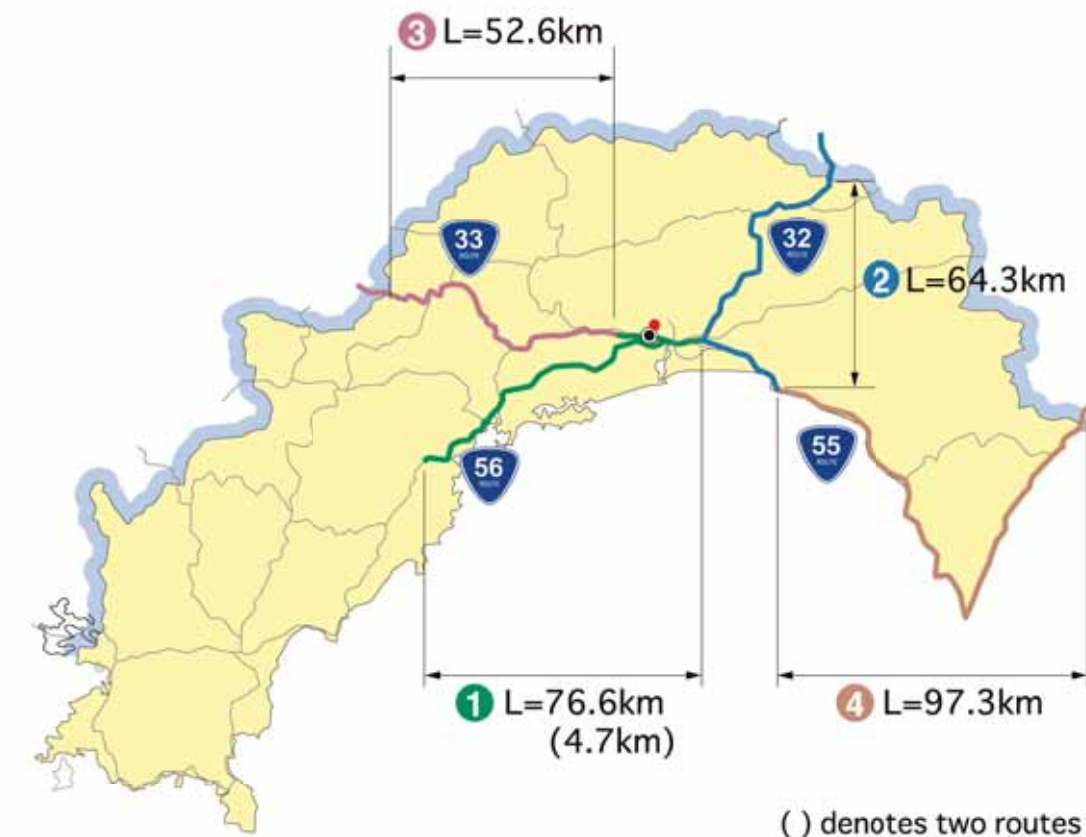 3 L=52.6km
33
ROUTE
32
ROUTE
2 L=64.3km
56
ROUTE
55
ROUTE
1 L=76.6km
(4.7km)
4 L=97.3km
( ) denotes two routes